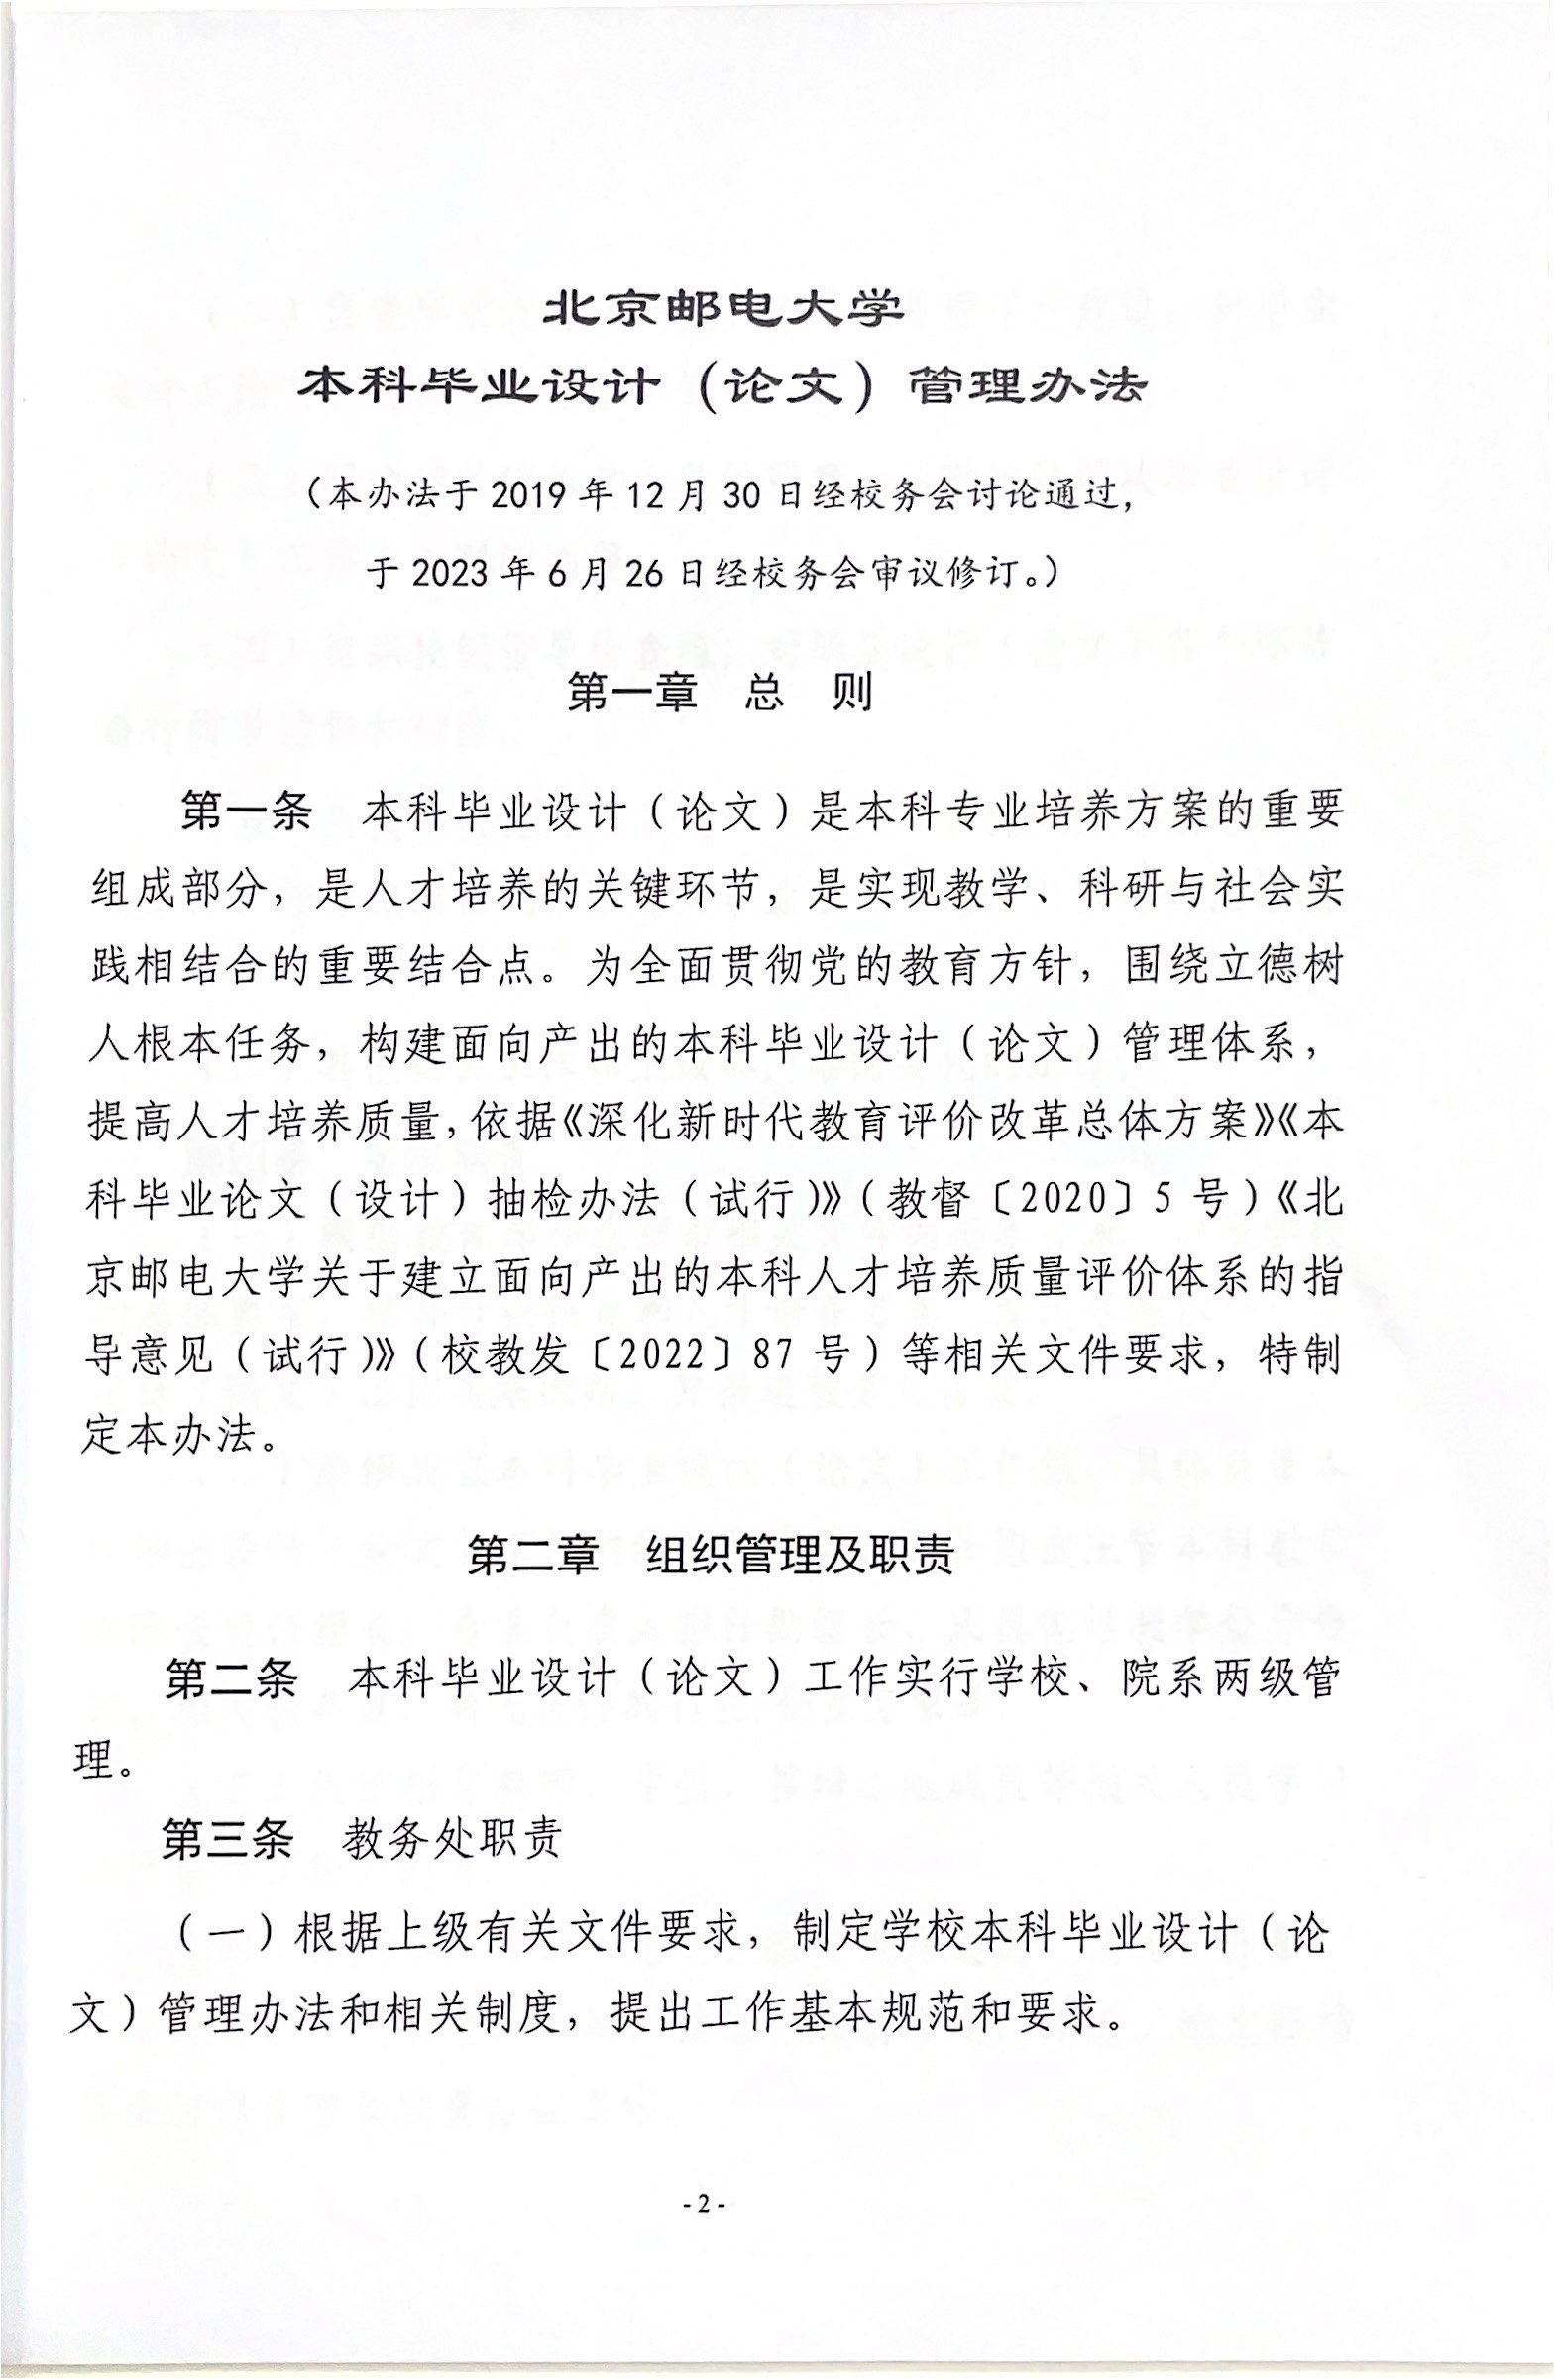 北京邮电大学
本科毕业设计（论文）管理办法
（本办法于 2019 年 12 月 30 日经校务会讨论通过，
于 2023 年 6 月 26 日经校务会审议修订。）
第一章　总　则
第一条　本科毕业设计（论文）是本科专业培养方案的重要
组成部分，是人才培养的关键环节，是实现教学、科研与社会实
践相结合的重要结合点。为全面贯彻党的教育方针，围绕立德树
人根本任务，构建面向产出的本科毕业设计（论文）管理体系，
提高人才培养质量，依据《深化新时代教育评价改革总体方案》《本
科毕业论文（设计）抽检办法（试行）》（教督〔2020〕5 号）《北
京邮电大学关于建立面向产出的本科人才培养质量评价体系的指
导意见（试行）》（校教发〔2022〕87 号）等相关文件要求，特制
定本办法。
第二章　组织管理及职责
第二条　本科毕业设计（论文）工作实行学校、院系两级管
理。
第三条　教务处职责
（一）根据上级有关文件要求，制定学校本科毕业设计（论
文）管理办法和相关制度，提出工作基本规范和要求。
- 2 -